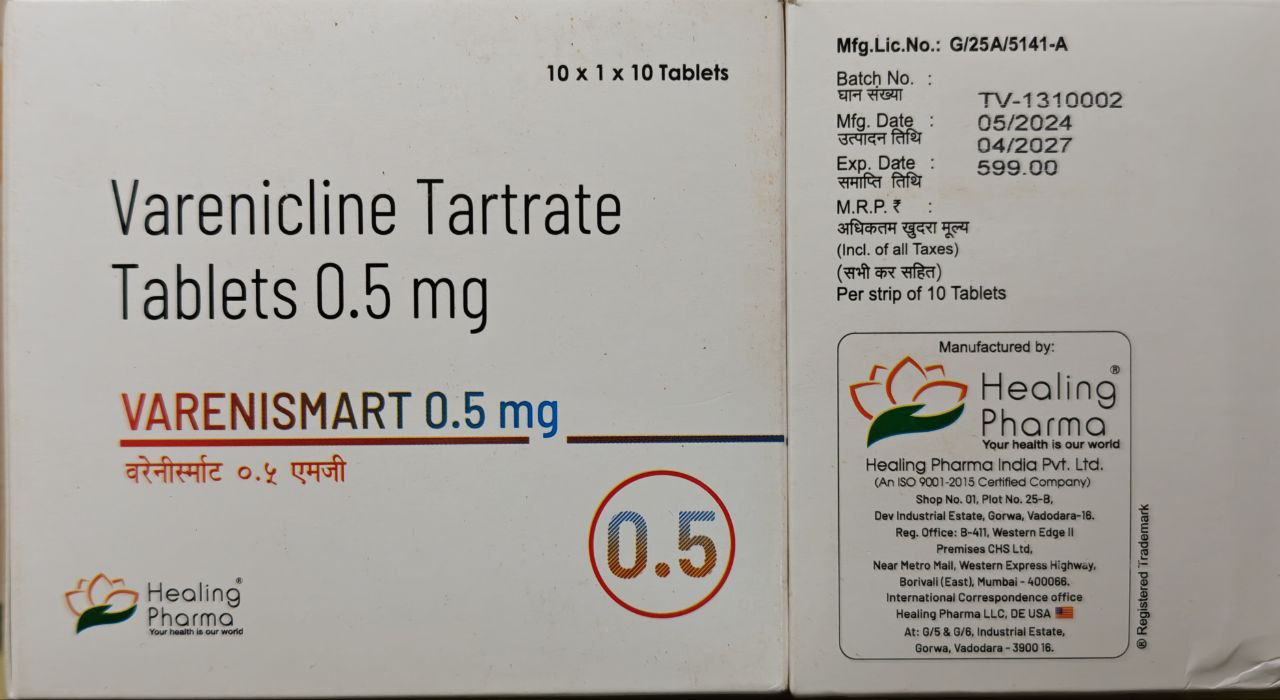 10 x 1 x 10 Tablets
Varenicline Tartrate
Tablets 0.5 mg
VARENISMART 0.5 mg
वरेनीर्स्माट ०.५ एमजी
0.5
Healing®
Pharma
Your health is our world
Mfg.Lic.No.: G/25A/5141-A
Batch No. :
घान संख्या
TV-1310002
Mfg. Date :
05/2024
उत्पादन तिथि
04/2027
Exp. Date :
599.00
समाप्ति तिथि
M.R.P. ₹ :
अधिकतम खुदरा मूल्य
(Incl. of all Taxes)
(सभी कर सहित)
Per strip of 10 Tablets
Manufactured by:
Healing®
Pharma
Your health is our world
Healing Pharma India Pvt. Ltd.
(An ISO 9001-2015 Certified Company)
Shop No. 01, Plot No. 25-B,
Dev Industrial Estate, Gorwa, Vadodara-16.
Reg. Office: B-411, Western Edge II
Premises CHS Ltd,
Near Metro Mall, Western Express Highway,
Borivali (East), Mumbai - 400066.
International Correspondence office
Healing Pharma LLC, DE USA
At: G/5 & G/6, Industrial Estate,
Gorwa, Vadodara - 3900 16.
® Registered Trademark